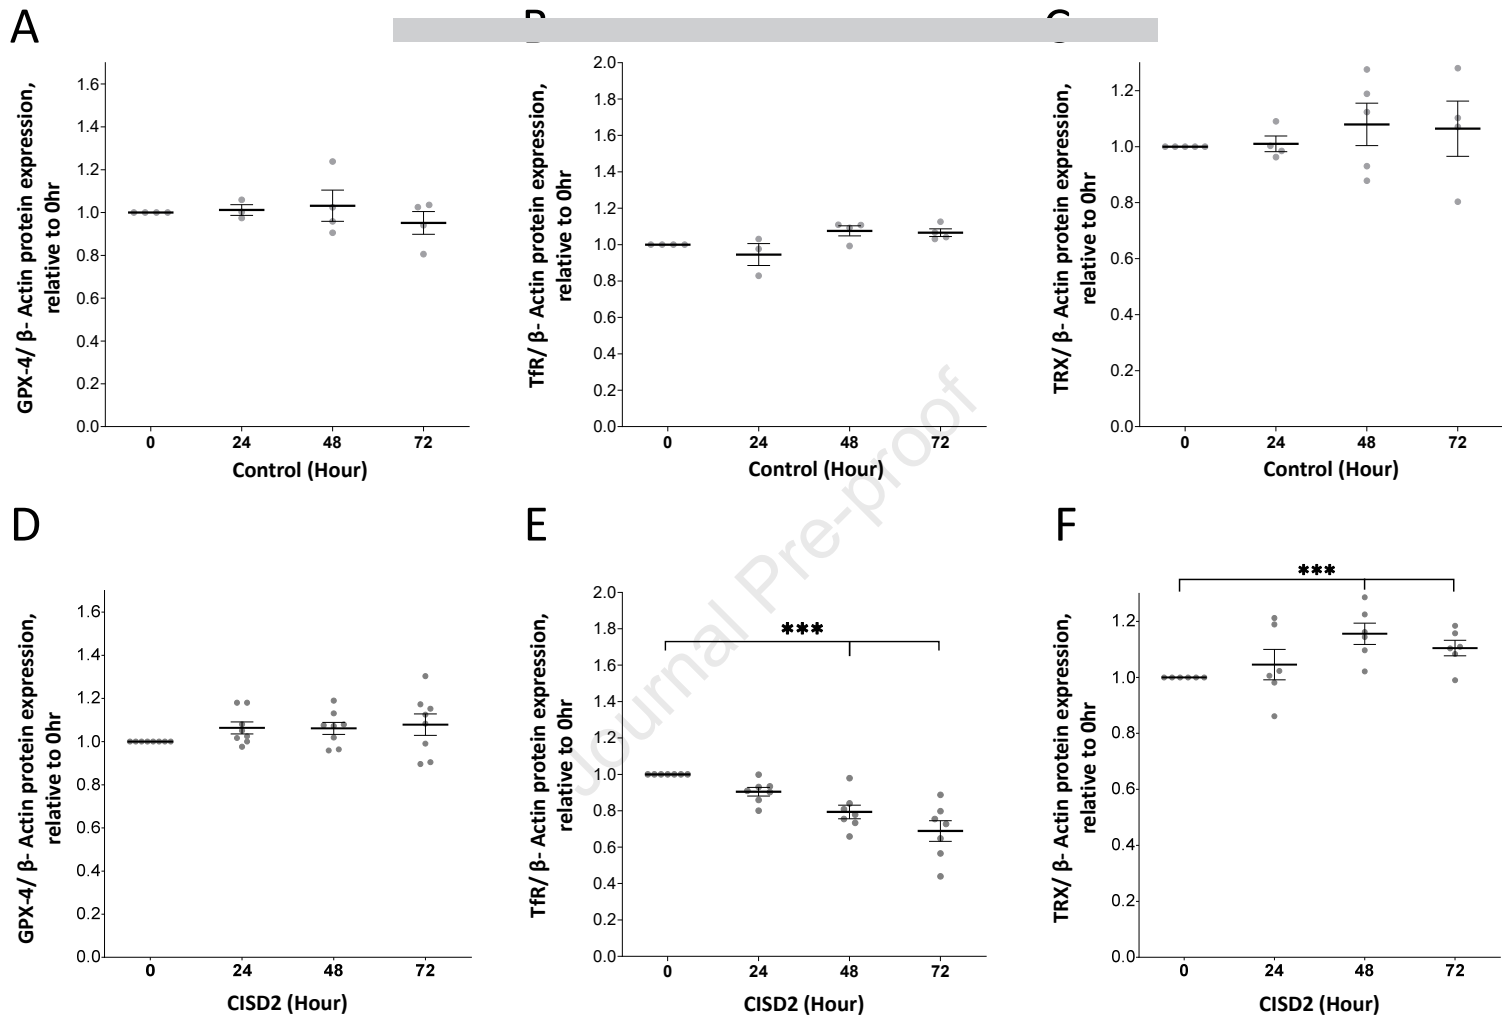 A
GPX-4/ β- Actin protein expression,
relative to 0hr
1.6
1.4
1.2
1.0
0.8
0.6
0.4
0.2
0.0
0 24 48 72
Control (Hour)
TfR/ β- Actin protein expression,
relative to 0hr
2.0
1.8
1.6
1.4
1.2
1.0
0.8
0.6
0.4
0.2
0.0
0 24 48 72
Control (Hour)
TRX/ β- Actin protein expression,
relative to 0hr
1.2
1.0
0.8
0.6
0.4
0.2
0.0
0 24 48 72
Control (Hour)
Journal Pre-proof
D
GPX-4/ β- Actin protein expression,
relative to 0hr
1.6
1.4
1.2
1.0
0.8
0.6
0.4
0.2
0.0
0 24 48 72
CISD2 (Hour)
E
TfR/ β- Actin protein expression,
relative to 0hr
2.0
1.8
1.6
1.4
1.2
1.0
0.8
0.6
0.4
0.2
0.0
***
0 24 48 72
CISD2 (Hour)
F
TRX/ β- Actin protein expression,
relative to 0hr
***
1.2
1.0
0.8
0.6
0.4
0.2
0.0
0 24 48 72
CISD2 (Hour)